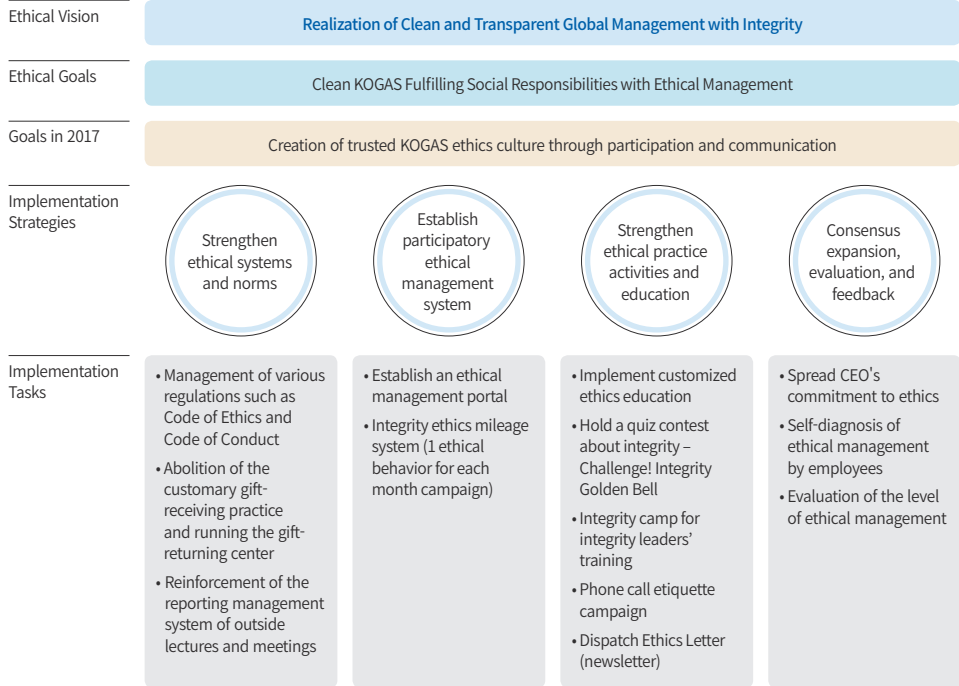 Ethical Vision
Realization of Clean and Transparent Global Management with Integrity
Ethical Goals
Clean KOGAS Fulfilling Social Responsibilities with Ethical Management
Goals in 2017
Creation of trusted KOGAS ethics culture through participation and communication
Implementation
Strategies
Strengthen
ethical systems
and norms
Establish
participatory
ethical
management
system
Strengthen
ethical practice
activities and
education
Consensus
expansion,
evaluation, and
feedback
Implementation
Tasks
• Management of various
regulations such as
Code of Ethics and
Code of Conduct
• Abolition of the
customary gift-
receiving practice
and running the gift-
returning center
• Reinforcement of the
reporting management
system of outside
lectures and meetings
• Establish an ethical
management portal
• Integrity ethics mileage
system (1 ethical
behavior for each
month campaign)
• Implement customized
ethics education
• Hold a quiz contest
about integrity –
Challenge! Integrity
Golden Bell
• Integrity camp for
integrity leaders'
training
• Phone call etiquette
campaign
• Dispatch Ethics Letter
(newsletter)
• Spread CEO's
commitment to ethics
• Self-diagnosis of
ethical management
by employees
• Evaluation of the level
of ethical management